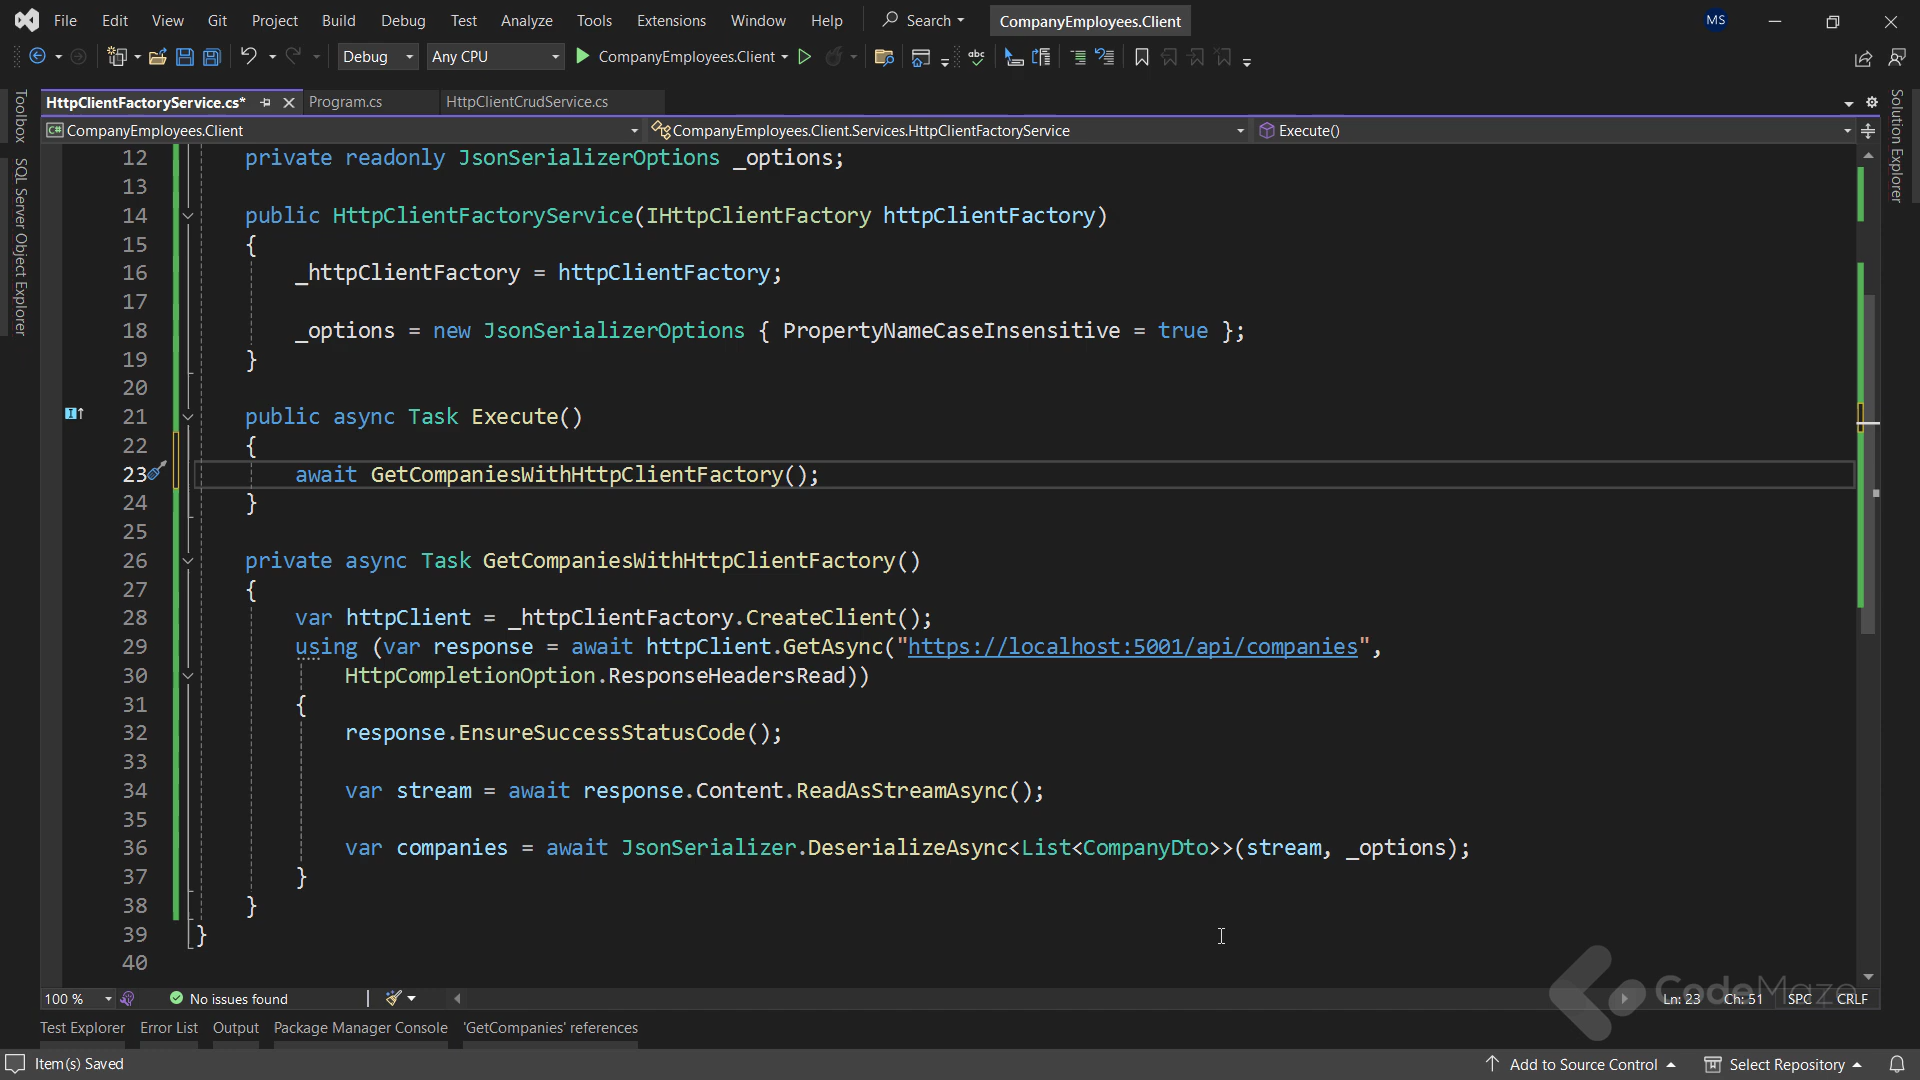 File Edit View Git Project Build Debug Test Analyze Tools Extensions Window Help Search CompanyEmployees.Client MS
Debug Any CPU CompanyEmployees.Client
HttpClientFactoryService.cs* Program.cs HttpClientCrudService.cs
C# CompanyEmployees.Client CompanyEmployees.Client.Services.HttpClientFactoryService Execute()
Toolbox
SQL Server Object Explorer
Solution Explorer
12 private readonly JsonSerializerOptions _options;
13
14 public HttpClientFactoryService(IHttpClientFactory httpClientFactory)
15 {
16 _httpClientFactory = httpClientFactory;
17
18 _options = new JsonSerializerOptions { PropertyNameCaseInsensitive = true };
19 }
20
21 public async Task Execute()
22 {
23 await GetCompaniesWithHttpClientFactory();
24 }
25
26 private async Task GetCompaniesWithHttpClientFactory()
27 {
28 var httpClient = _httpClientFactory.CreateClient();
29 using (var response = await httpClient.GetAsync("https://localhost:5001/api/companies",
30 HttpCompletionOption.ResponseHeadersRead))
31 {
32 response.EnsureSuccessStatusCode();
33
34 var stream = await response.Content.ReadAsStreamAsync();
35
36 var companies = await JsonSerializer.DeserializeAsync<List<CompanyDto>>(stream, _options);
37 }
38 }
39 }
40
100 % No issues found Ln: 23 Ch: 51 SPC CRLF
CodeMaze
Test Explorer Error List Output Package Manager Console 'GetCompanies' references
Item(s) Saved Add to Source Control Select Repository